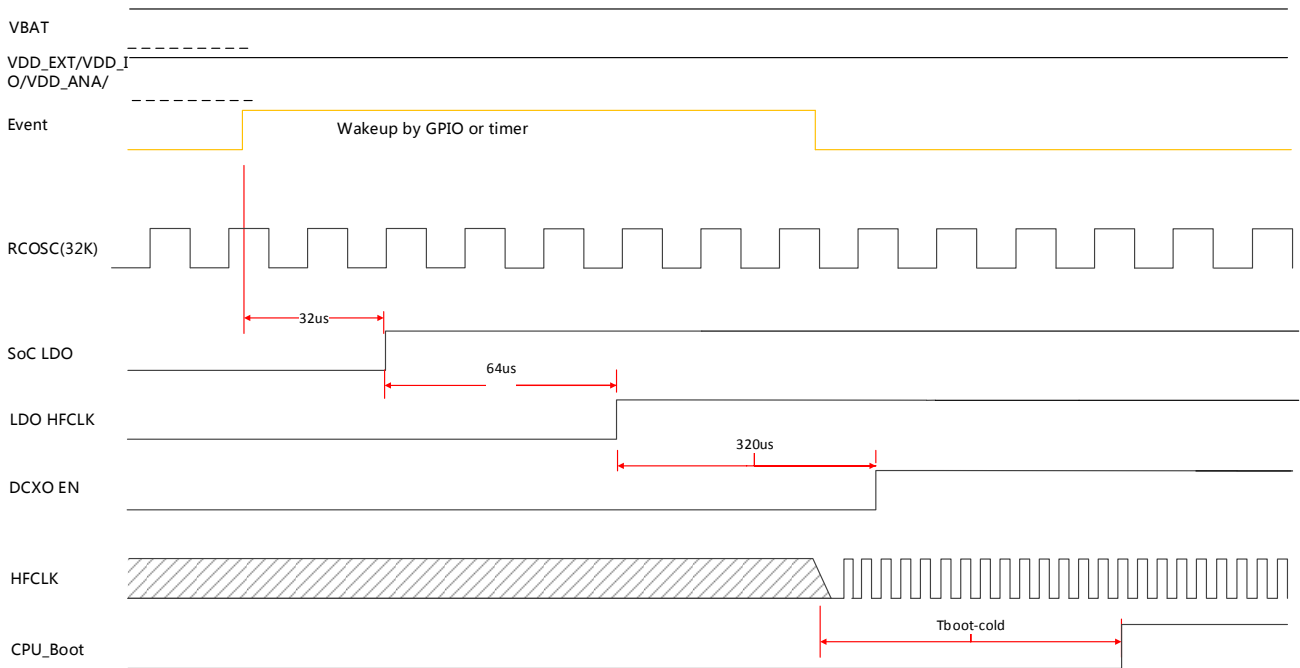 VBAT
VDD_EXT/VDD_I
O/VDD_ANA/
Event
Wakeup by GPIO or timer
RCOSC(32K)
32us
SoC LDO
64us
LDO HFCLK
320us
DCXO EN
HFCLK
Tboot-cold
CPU_Boot